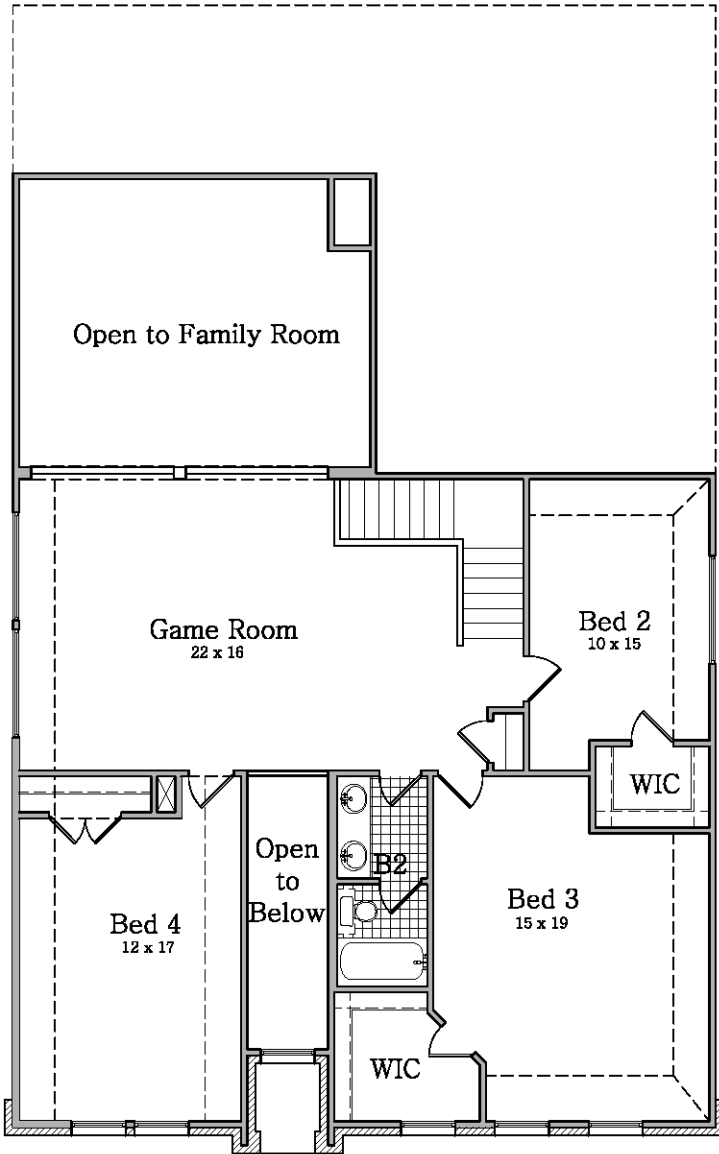 Open to Family Room
Game Room
22 x 16
Bed 2
10 x 15
WIC
Open
to
Below
B2
Bed 3
15 x 19
Bed 4
12 x 17
WIC